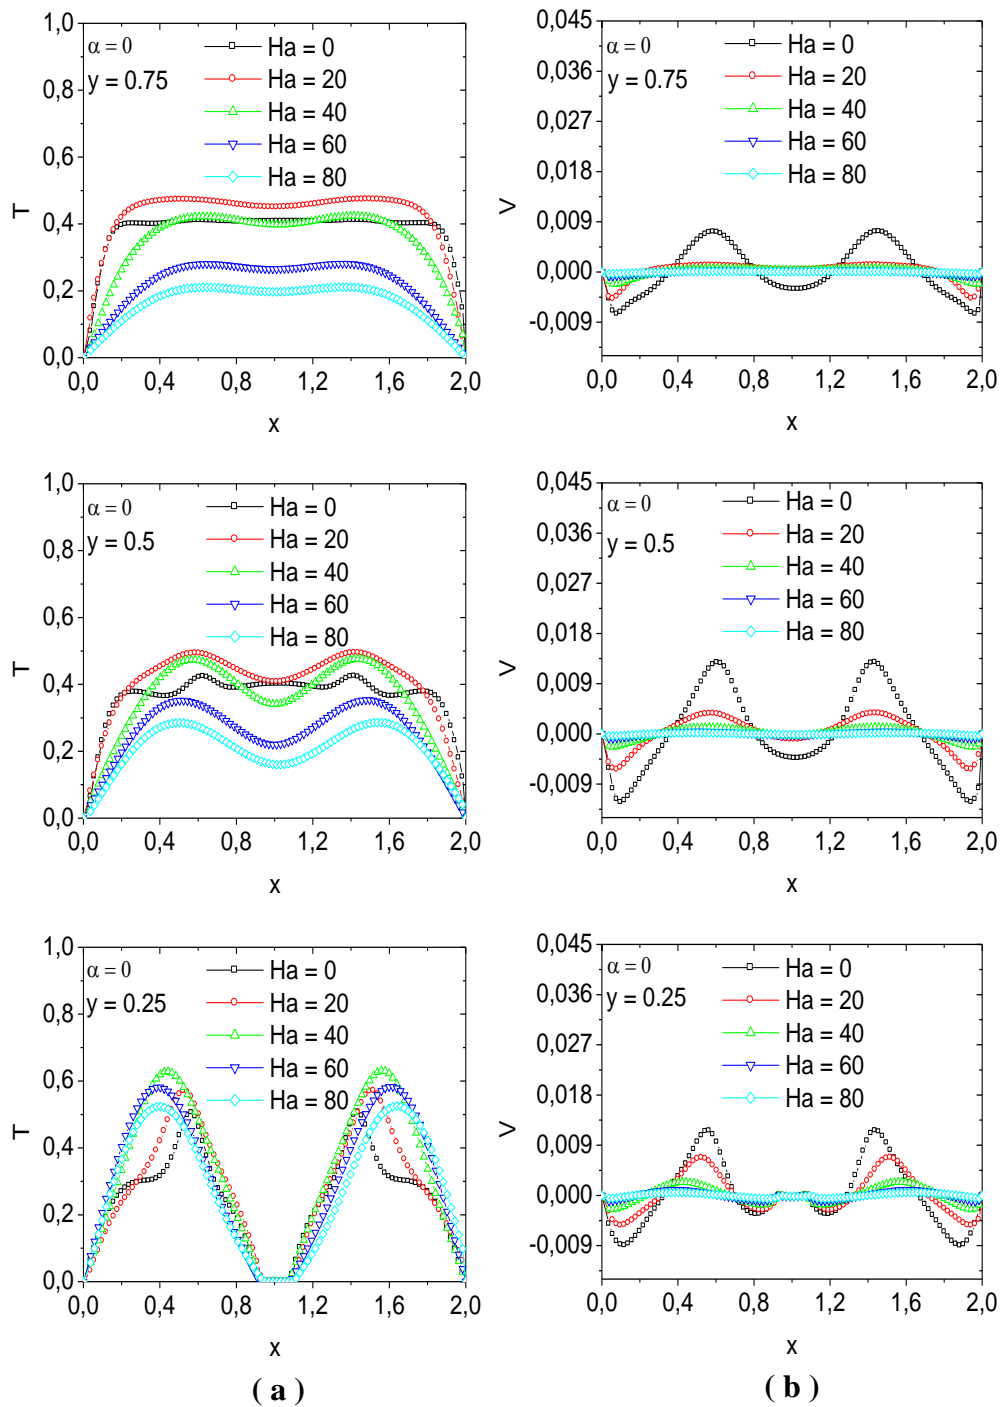 1,0
0,8
0,6
0,4
0,2
0,0
T
α = 0
y = 0.75
Ha = 0
Ha = 20
Ha = 40
Ha = 60
Ha = 80
0,0 0,4 0,8 1,2 1,6 2,0
x
0,045
0,036
0,027
0,018
0,009
0,000
-0,009
V
α = 0
y = 0.75
Ha = 0
Ha = 20
Ha = 40
Ha = 60
Ha = 80
0,0 0,4 0,8 1,2 1,6 2,0
x
1,0
0,8
0,6
0,4
0,2
0,0
T
α = 0
y = 0.5
Ha = 0
Ha = 20
Ha = 40
Ha = 60
Ha = 80
0,0 0,4 0,8 1,2 1,6 2,0
x
0,045
0,036
0,027
0,018
0,009
0,000
-0,009
V
α = 0
y = 0.5
Ha = 0
Ha = 20
Ha = 40
Ha = 60
Ha = 80
0,0 0,4 0,8 1,2 1,6 2,0
x
1,0
0,8
0,6
0,4
0,2
0,0
T
α = 0
y = 0.25
Ha = 0
Ha = 20
Ha = 40
Ha = 60
Ha = 80
0,0 0,4 0,8 1,2 1,6 2,0
x
( a )
0,045
0,036
0,027
0,018
0,009
0,000
-0,009
V
α = 0
y = 0.25
Ha = 0
Ha = 20
Ha = 40
Ha = 60
Ha = 80
0,0 0,4 0,8 1,2 1,6 2,0
x
( b )